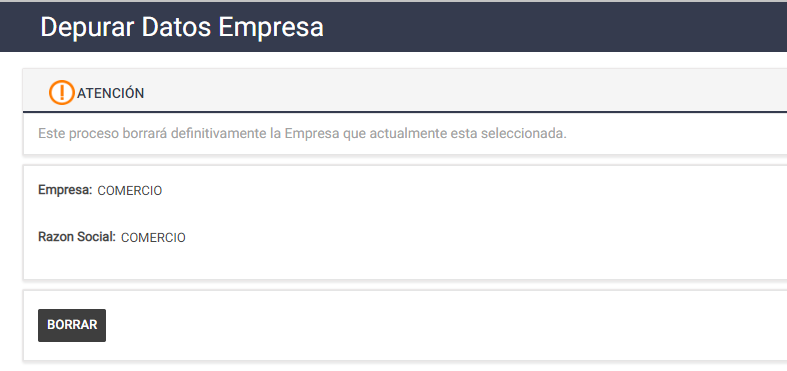 Depurar Datos Empresa
ATENCIÓN
Este proceso borrará definitivamente la Empresa que actualmente esta seleccionada.
Empresa: COMERCIO
Razon Social: COMERCIO
BORRAR